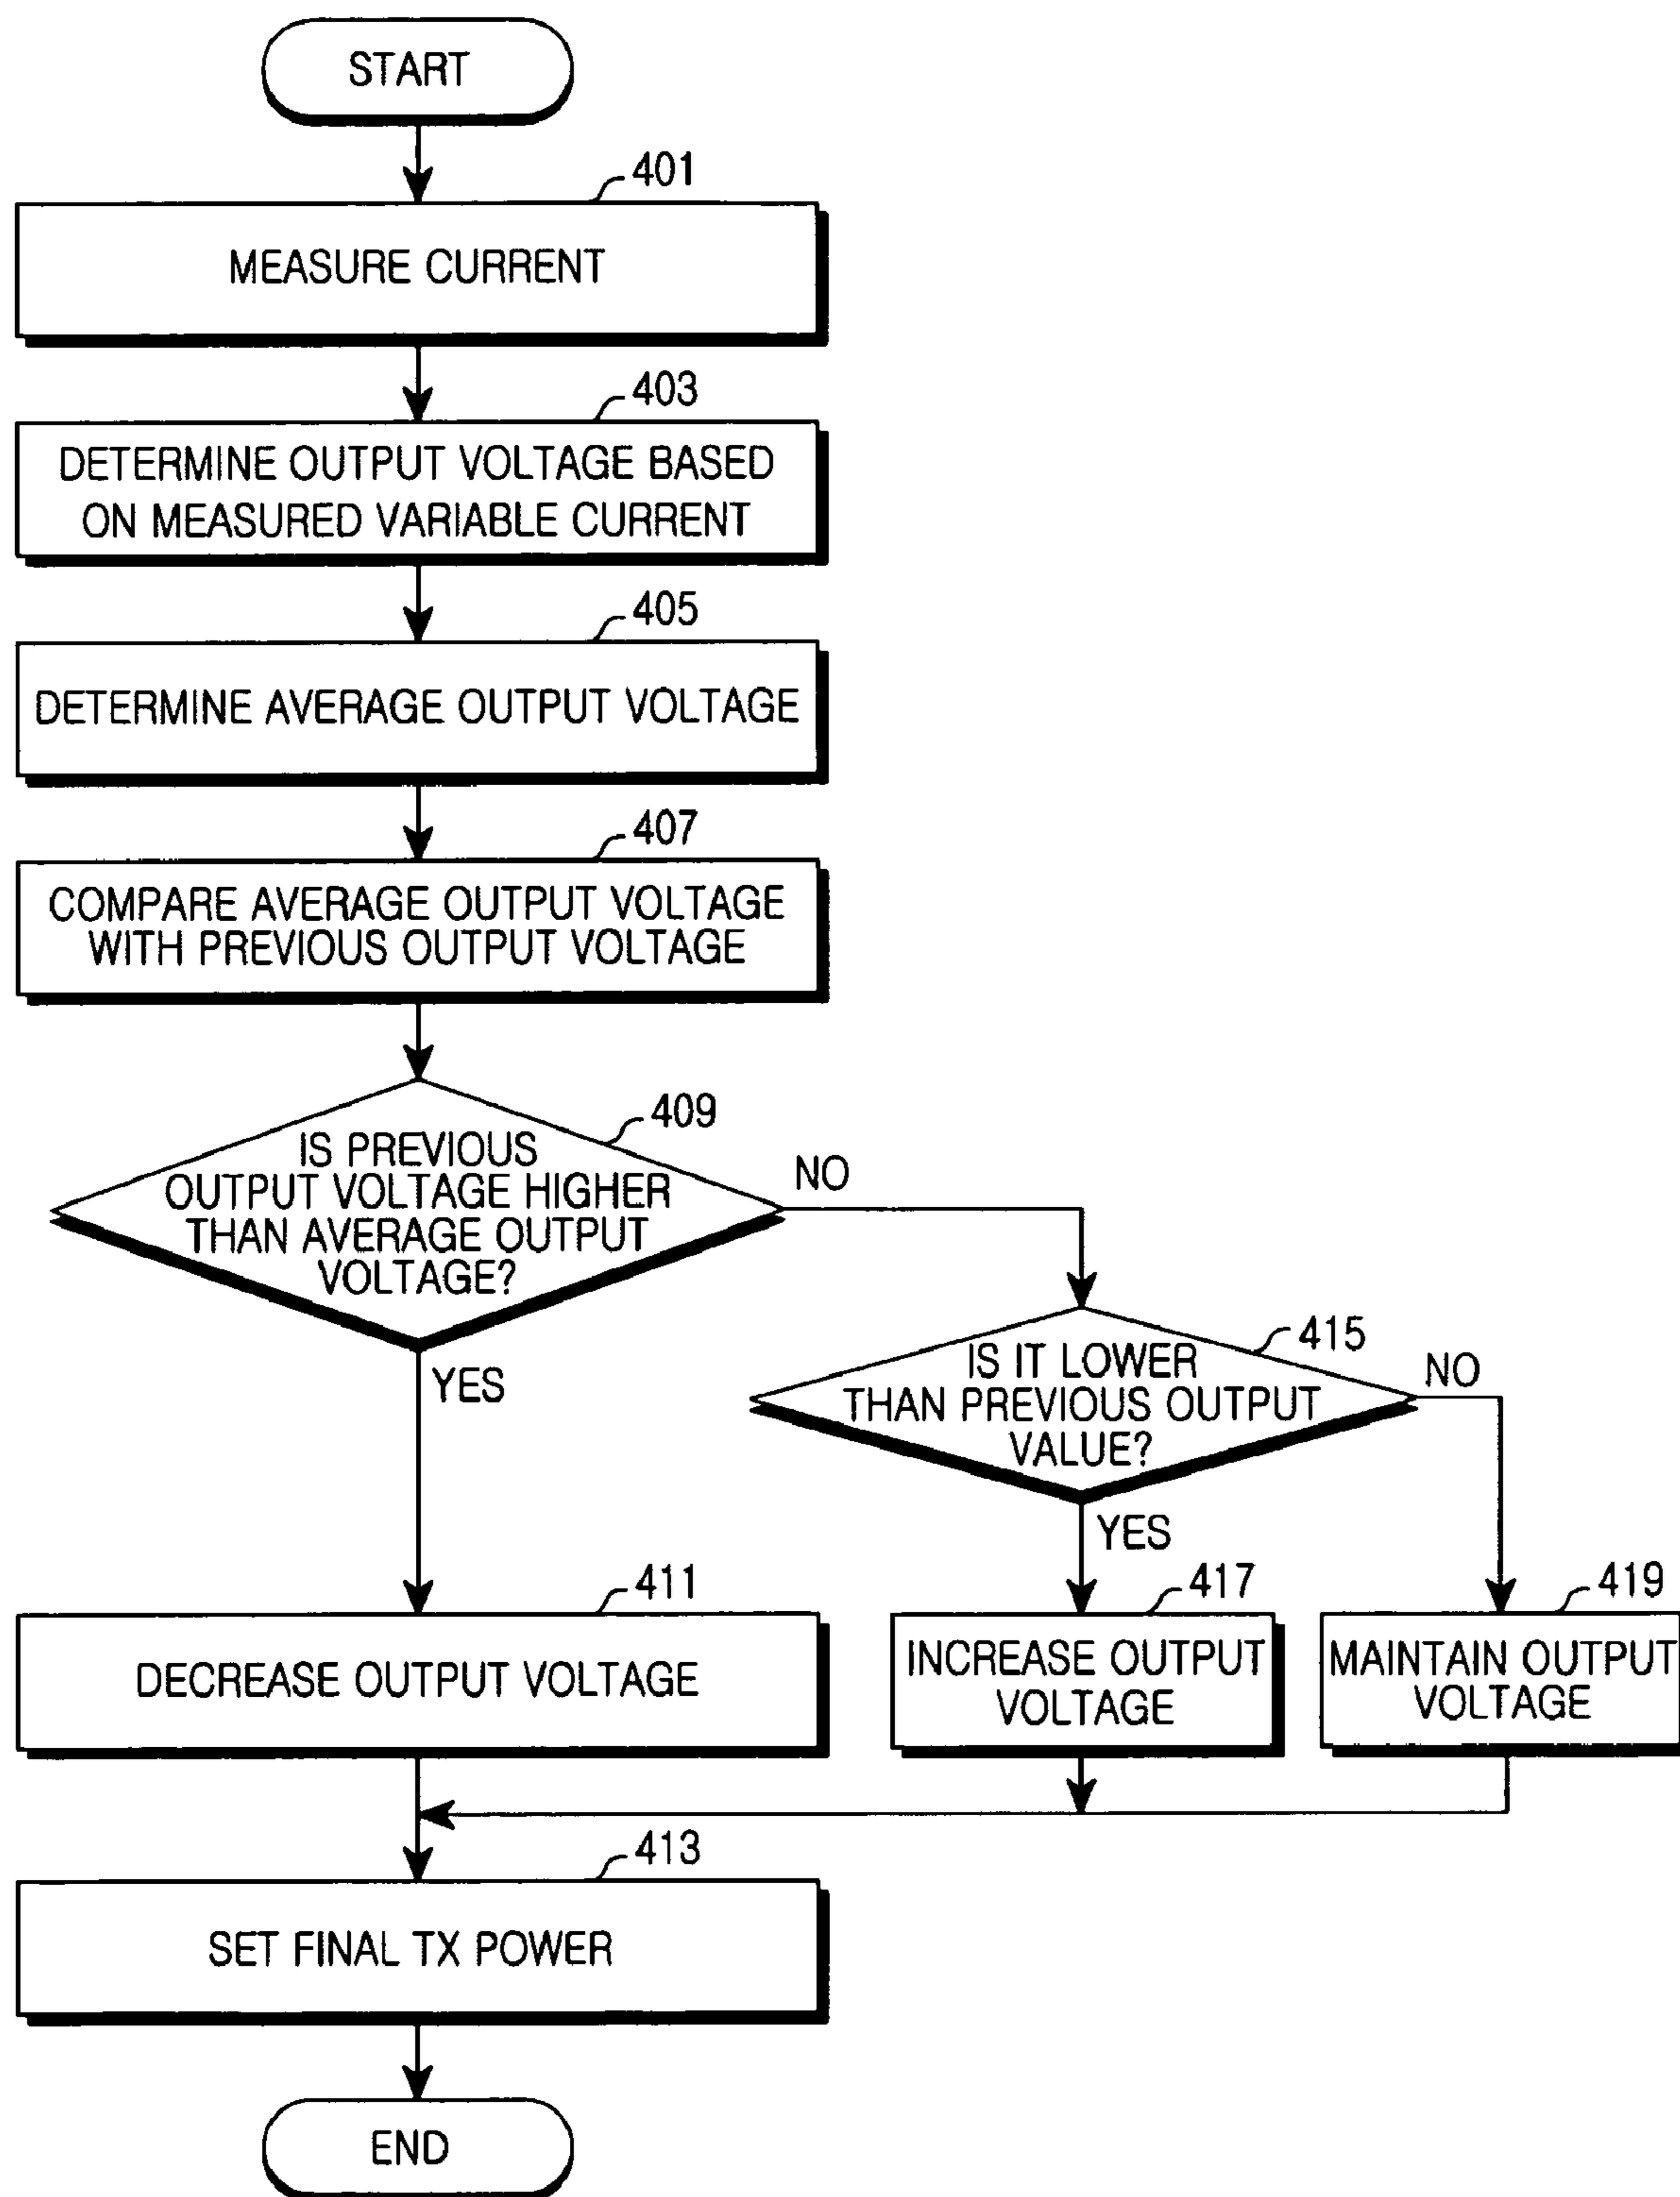 START
401
MEASURE CURRENT
403
DETERMINE OUTPUT VOLTAGE BASED
ON MEASURED VARIABLE CURRENT
405
DETERMINE AVERAGE OUTPUT VOLTAGE
407
COMPARE AVERAGE OUTPUT VOLTAGE
WITH PREVIOUS OUTPUT VOLTAGE
409
IS PREVIOUS
OUTPUT VOLTAGE HIGHER
THAN AVERAGE OUTPUT
VOLTAGE?
NO
YES
415
IS IT LOWER
THAN PREVIOUS OUTPUT
VALUE?
NO
YES
411
DECREASE OUTPUT VOLTAGE
417
INCREASE OUTPUT
VOLTAGE
419
MAINTAIN OUTPUT
VOLTAGE
413
SET FINAL TX POWER
END